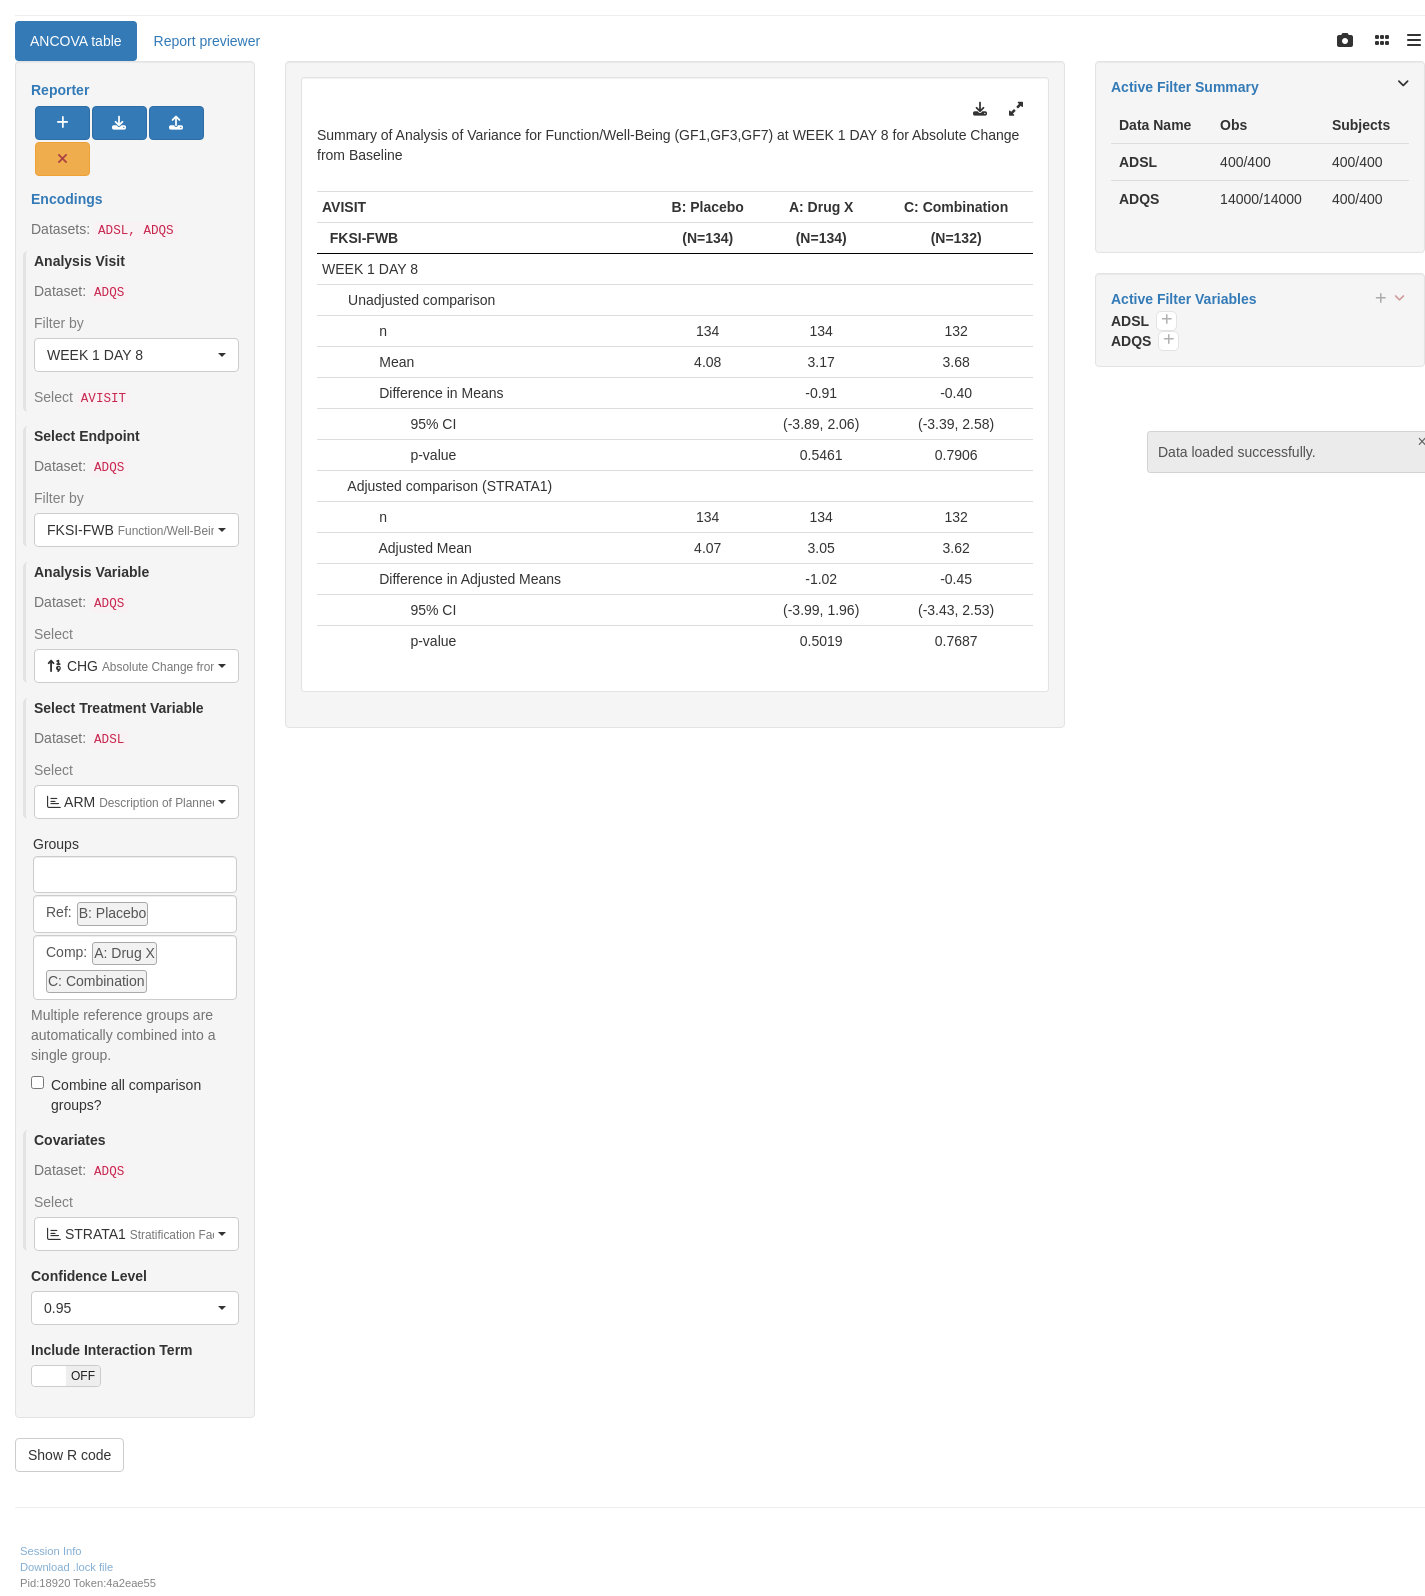 ANCOVA table
Report previewer
Reporter
Encodings
Datasets: ADSL, ADQS
Analysis Visit
Dataset: ADQS
Filter by
WEEK 1 DAY 8
Select AVISIT
Select Endpoint
Dataset: ADQS
Filter by
FKSI-FWB Function/Well-Bein
Analysis Variable
Dataset: ADQS
Select
CHG Absolute Change from
Select Treatment Variable
Dataset: ADSL
Select
ARM Description of Planned
Groups
Ref: B: Placebo
Comp: A: Drug X
C: Combination
Multiple reference groups are
automatically combined into a
single group.
Combine all comparison
groups?
Covariates
Dataset: ADQS
Select
STRATA1 Stratification Fac
Confidence Level
0.95
Include Interaction Term
OFF
Show R code
Summary of Analysis of Variance for Function/Well-Being (GF1,GF3,GF7) at WEEK 1 DAY 8 for Absolute Change
from Baseline
AVISIT B: Placebo A: Drug X C: Combination
FKSI-FWB (N=134) (N=134) (N=132)
WEEK 1 DAY 8
Unadjusted comparison
n 134 134 132
Mean 4.08 3.17 3.68
Difference in Means -0.91 -0.40
95% CI (-3.89, 2.06) (-3.39, 2.58)
p-value 0.5461 0.7906
Adjusted comparison (STRATA1)
n 134 134 132
Adjusted Mean 4.07 3.05 3.62
Difference in Adjusted Means -1.02 -0.45
95% CI (-3.99, 1.96) (-3.43, 2.53)
p-value 0.5019 0.7687
Active Filter Summary
Data Name Obs Subjects
ADSL 400/400 400/400
ADQS 14000/14000 400/400
Active Filter Variables
ADSL
ADQS
Data loaded successfully.
Session Info
Download .lock file
Pid:18920 Token:4a2eae55